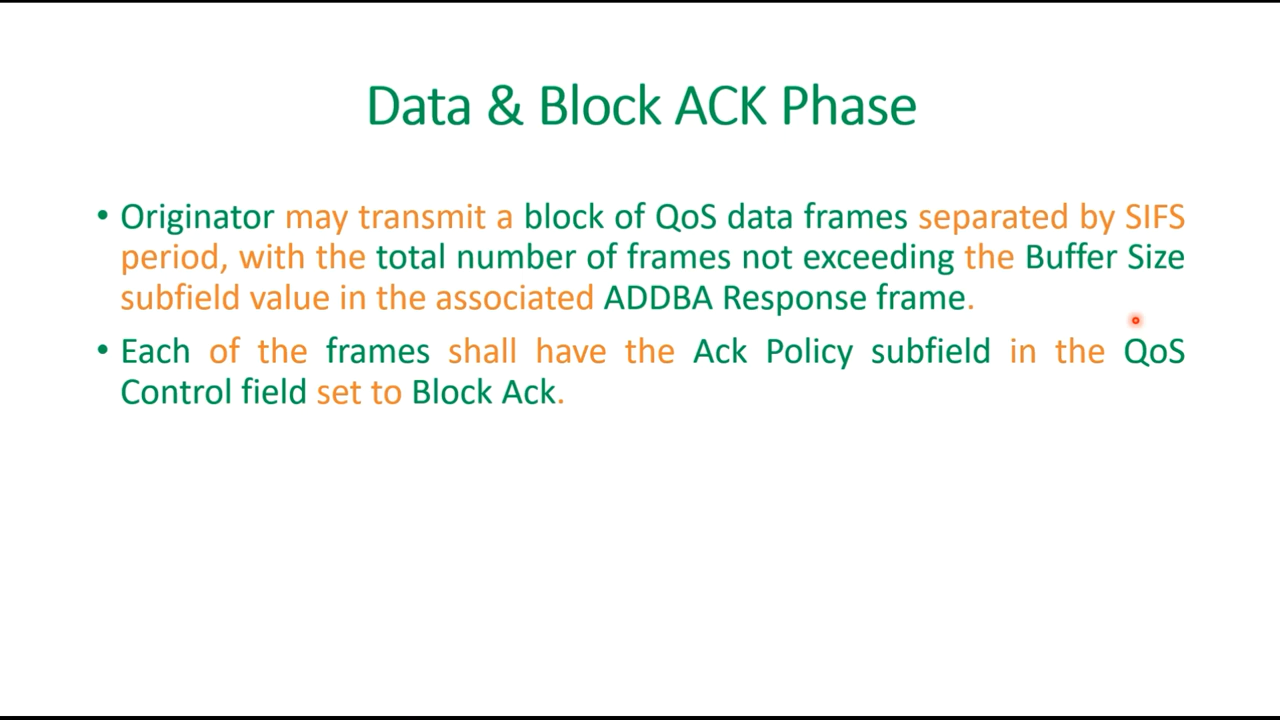 Data & Block ACK Phase
• Originator may transmit a block of QoS data frames separated by SIFS
period, with the total number of frames not exceeding the Buffer Size
subfield value in the associated ADDBA Response frame.
• Each of the frames shall have the Ack Policy subfield in the QoS
Control field set to Block Ack.